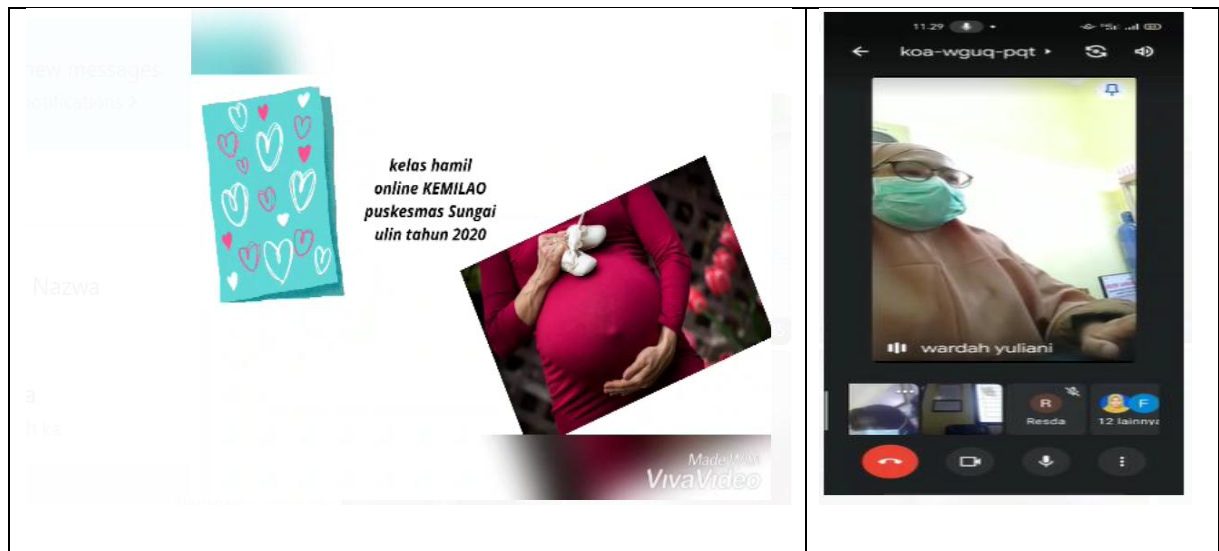 new messages
notifications >
Nazwa
kelas hamil
online KEMILAO
puskesmas Sungai
ulin tahun 2020
Made With
VivaVideo
11.29
koa-wguq-pqt
wardah yuliani
R
F
Resda
12 lainnya